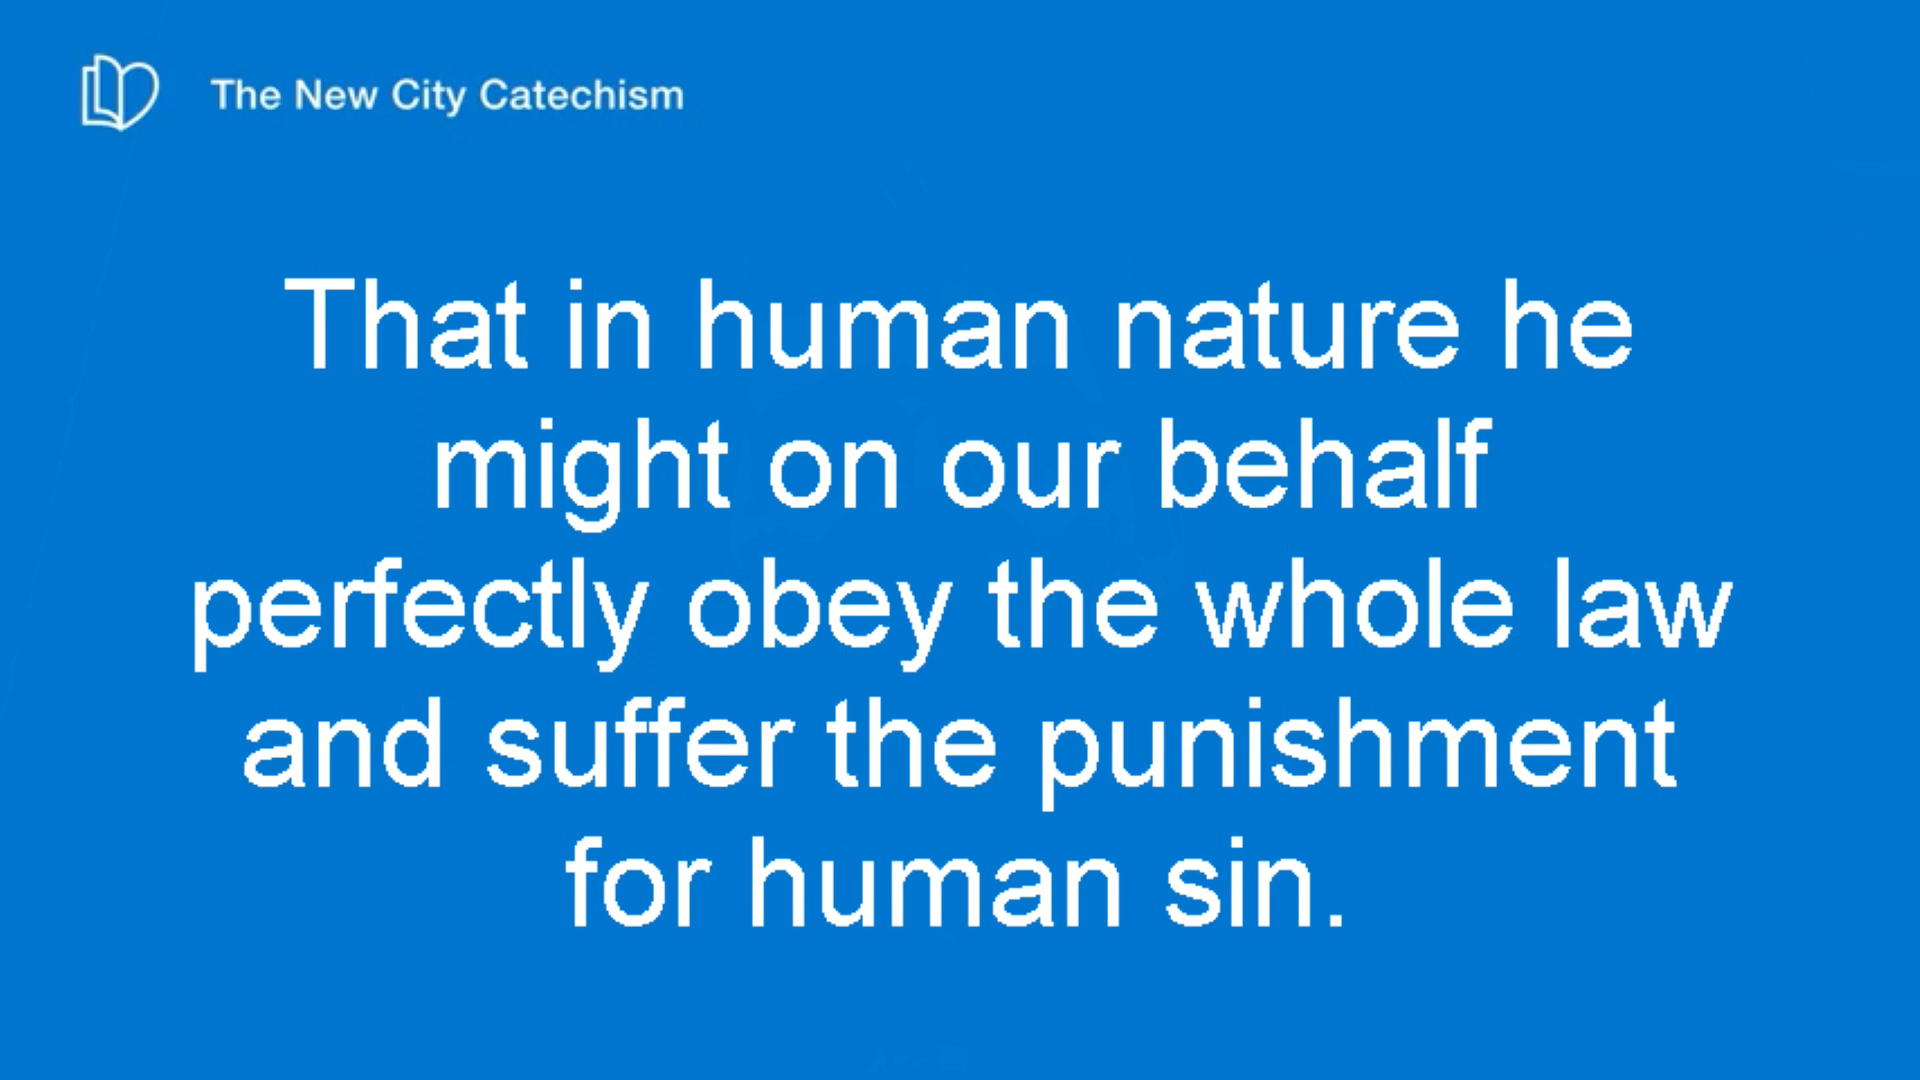 The New City Catechism
That in human nature he
might on our behalf
perfectly obey the whole law
and suffer the punishment
for human sin.